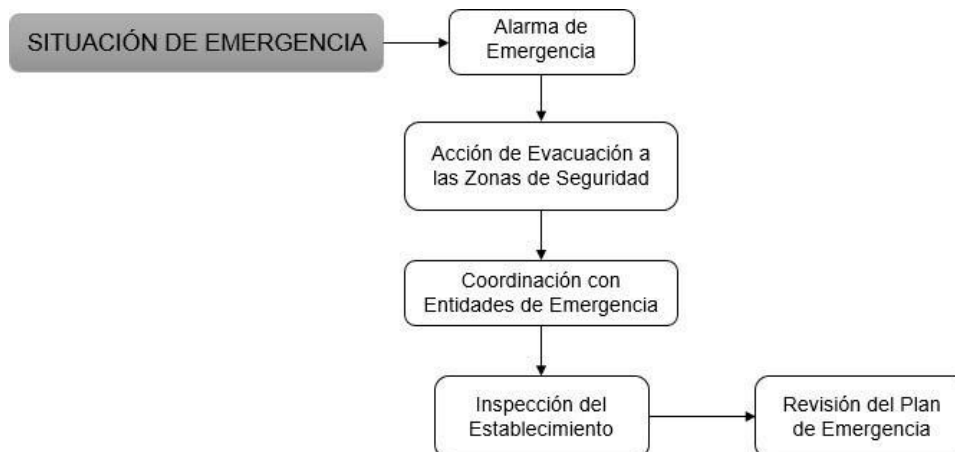 SITUACIÓN DE EMERGENCIA
Alarma de
Emergencia
Acción de Evacuación a
las Zonas de Seguridad
Coordinación con
Entidades de Emergencia
Inspección del
Establecimiento
Revisión del Plan
de Emergencia